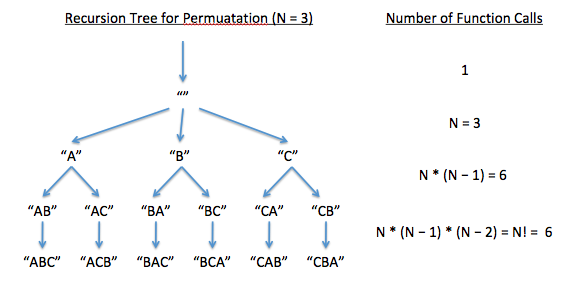 Recursion Tree for Permuatation (N = 3)
Number of Function Calls
1
“”
N = 3
“A” “B” “C”
N * (N – 1) = 6
“AB” “AC” “BA” “BC” “CA” “CB”
N * (N – 1) * (N – 2) = N! = 6
“ABC” “ACB” “BAC” “BCA” “CAB” “CBA”